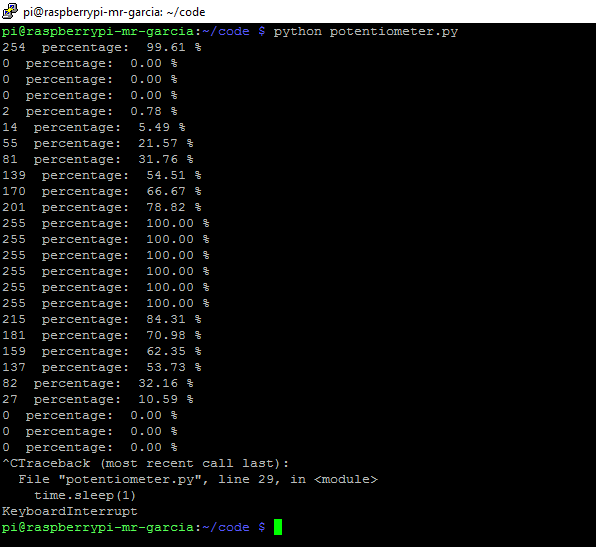 pi@raspberrypi-mr-garcia: ~/code
pi@raspberrypi-mr-garcia:~/code $ python potentiometer.py
254  percentage:  99.61 %
0  percentage:  0.00 %
0  percentage:  0.00 %
0  percentage:  0.00 %
2  percentage:  0.78 %
14  percentage:  5.49 %
55  percentage:  21.57 %
81  percentage:  31.76 %
139  percentage:  54.51 %
170  percentage:  66.67 %
201  percentage:  78.82 %
255  percentage:  100.00 %
255  percentage:  100.00 %
255  percentage:  100.00 %
255  percentage:  100.00 %
255  percentage:  100.00 %
255  percentage:  100.00 %
215  percentage:  84.31 %
181  percentage:  70.98 %
159  percentage:  62.35 %
137  percentage:  53.73 %
82  percentage:  32.16 %
27  percentage:  10.59 %
0  percentage:  0.00 %
0  percentage:  0.00 %
0  percentage:  0.00 %
^CTraceback (most recent call last):
  File "potentiometer.py", line 29, in <module>
    time.sleep(1)
KeyboardInterrupt
pi@raspberrypi-mr-garcia:~/code $